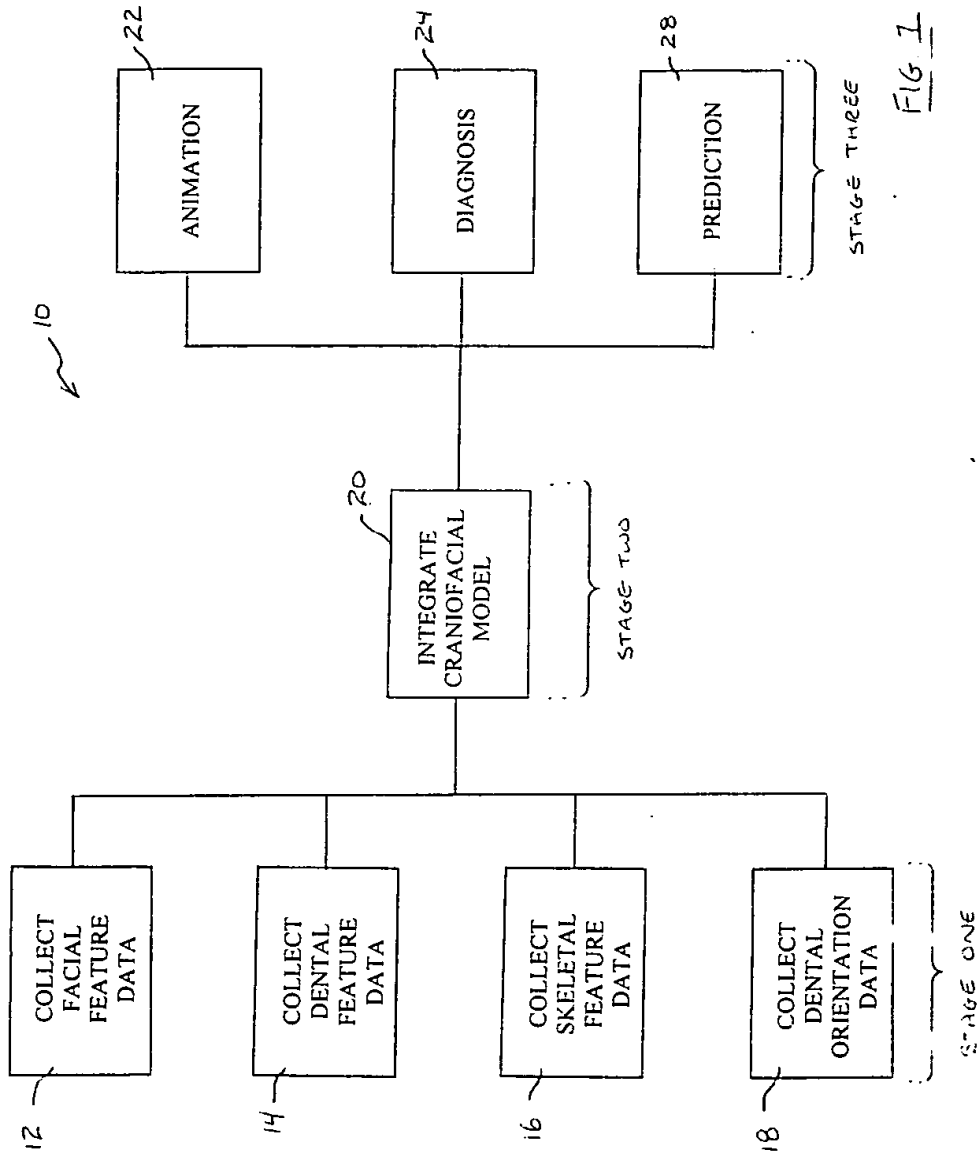 10
12
COLLECT
FACIAL
FEATURE
DATA
14
COLLECT
DENTAL
FEATURE
DATA
16
COLLECT
SKELETAL
FEATURE
DATA
18
COLLECT
DENTAL
ORIENTATION
DATA
STAGE ONE
20
INTEGRATE
CRANIOFACIAL
MODEL
STAGE TWO
22
ANIMATION
24
DIAGNOSIS
28
PREDICTION
STAGE THREE
FIG. 1